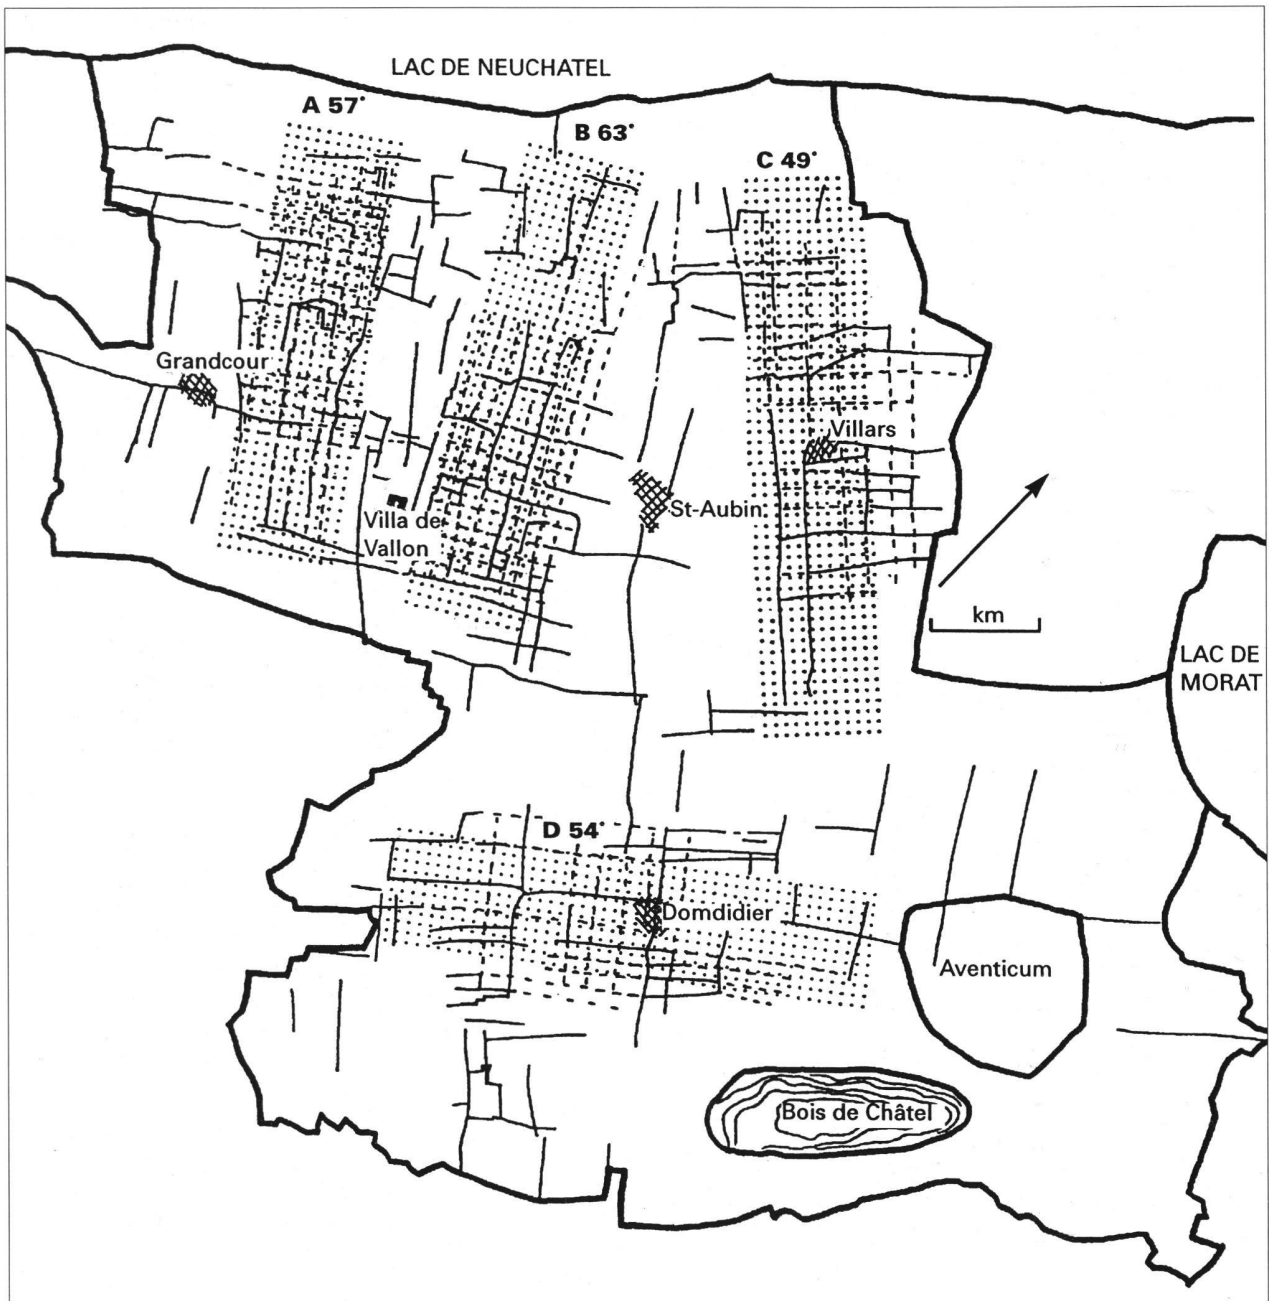 LAC DE NEUCHATEL
A 57°
B 63°
C 49°
Grandcour
Villars
St-Aubin
Villa de
Vallon
km
LAC DE
MORAT
D 54°
Domdidier
Aventicum
Bois de Châtel